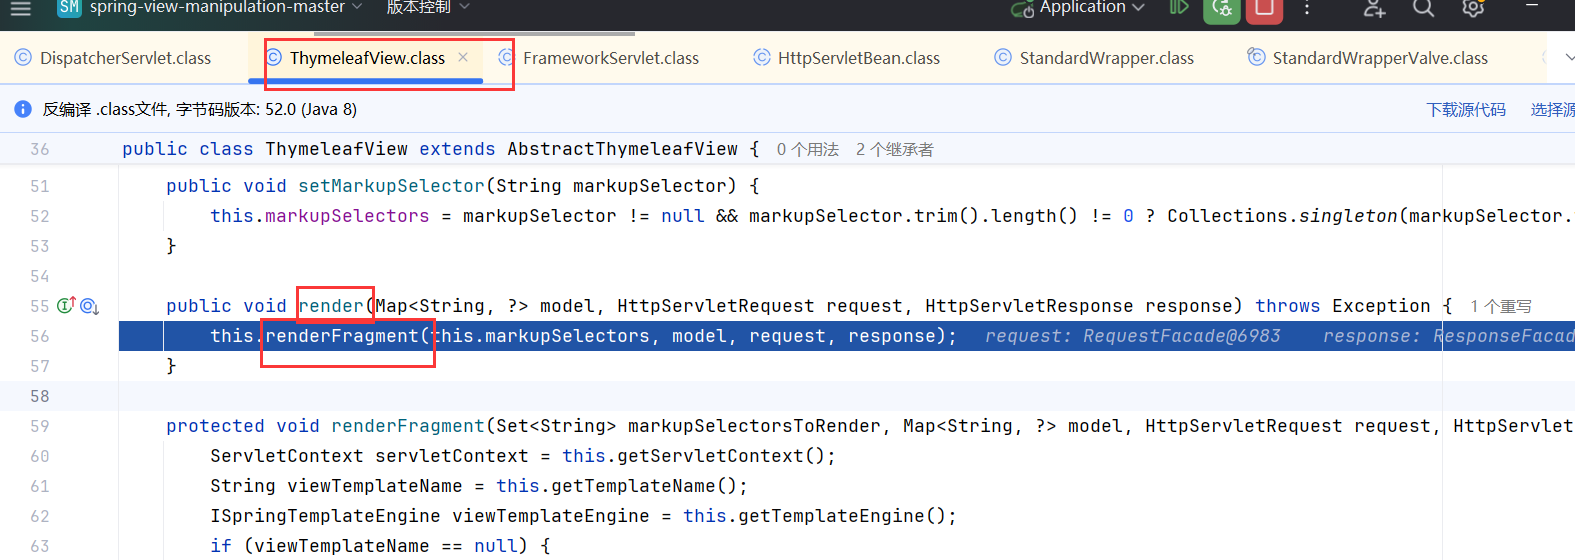 SM spring-view-manipulation-master 版本控制 Application
DispatcherServlet.class ThymeleafView.class FrameworkServlet.class HttpServletBean.class StandardWrapper.class StandardWrapperValve.class
反编译 .class文件, 字节码版本: 52.0 (Java 8) 下载源代码 选择源
36 public class ThymeleafView extends AbstractThymeleafView { 0 个用法 2 个继承者
51 public void setMarkupSelector(String markupSelector) {
52 this.markupSelectors = markupSelector != null && markupSelector.trim().length() != 0 ? Collections.singleton(markupSelector.
53 }
54
55 public void render(Map<String, ?> model, HttpServletRequest request, HttpServletResponse response) throws Exception { 1 个重写
56 this.renderFragment(this.markupSelectors, model, request, response); request: RequestFacade@6983 response: ResponseFacad
57 }
58
59 protected void renderFragment(Set<String> markupSelectorsToRender, Map<String, ?> model, HttpServletRequest request, HttpServlet
60 ServletContext servletContext = this.getServletContext();
61 String viewTemplateName = this.getTemplateName();
62 ISpringTemplateEngine viewTemplateEngine = this.getTemplateEngine();
63 if (viewTemplateName == null) {